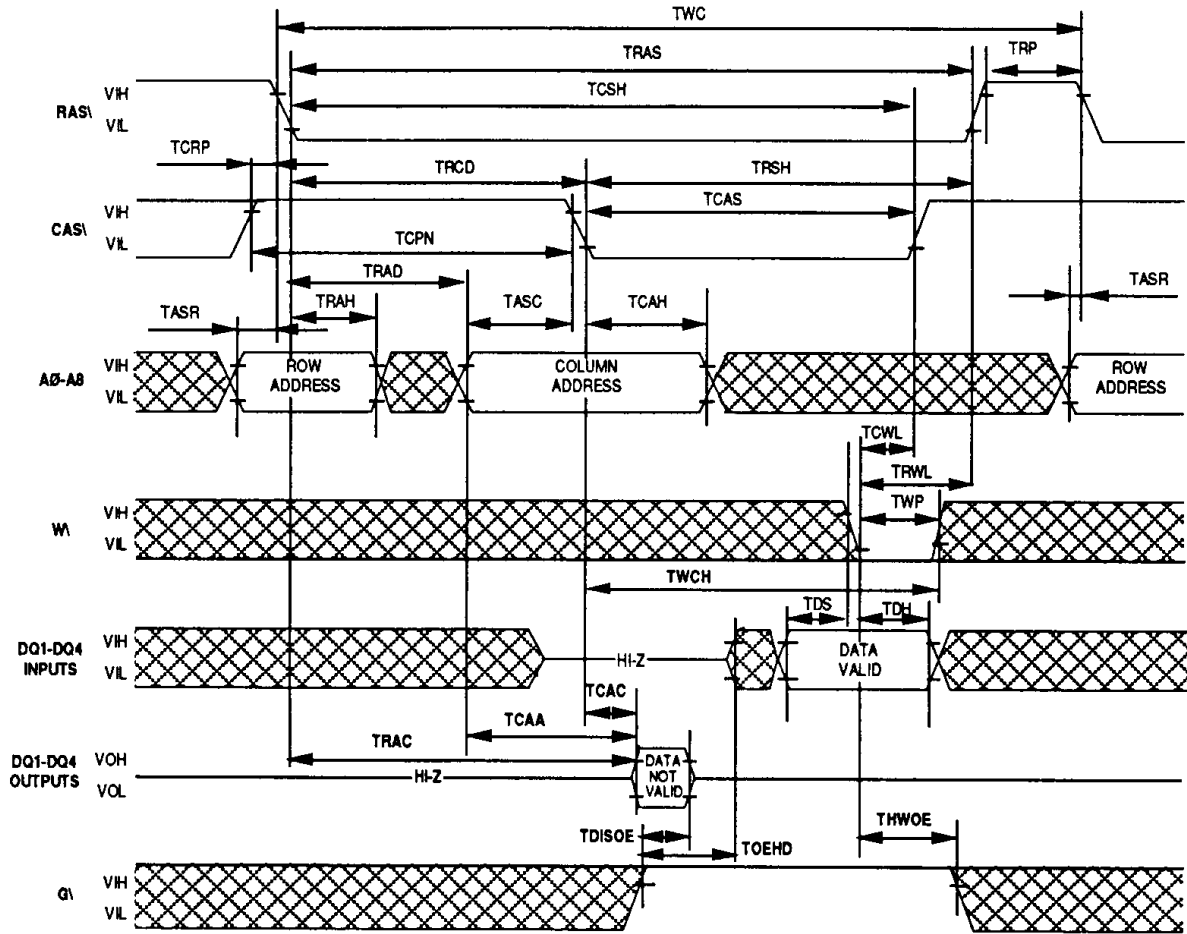 TWC
TRAS
TRP
TCSH
RAS\
VIH
VIL
TCRP
TRCD
TRSH
TCAS
CAS\
VIH
VIL
TCPN
TRAD
TASR
TRAH
TASC
TCAH
TASR
AØ-A8
VIH
VIL
ROW
ADDRESS
COLUMN
ADDRESS
ROW
ADDRESS
TCWL
TRWL
TWP
W\
VIH
VIL
TWCH
TDS
TDH
DQ1-DQ4
INPUTS
VIH
VIL
HI-Z
DATA
VALID
TCAC
TCAA
TRAC
DQ1-DQ4
OUTPUTS
VOH
VOL
HI-Z
DATA
NOT
VALID
TDISOE
TOEHD
THWOE
G\
VIH
VIL